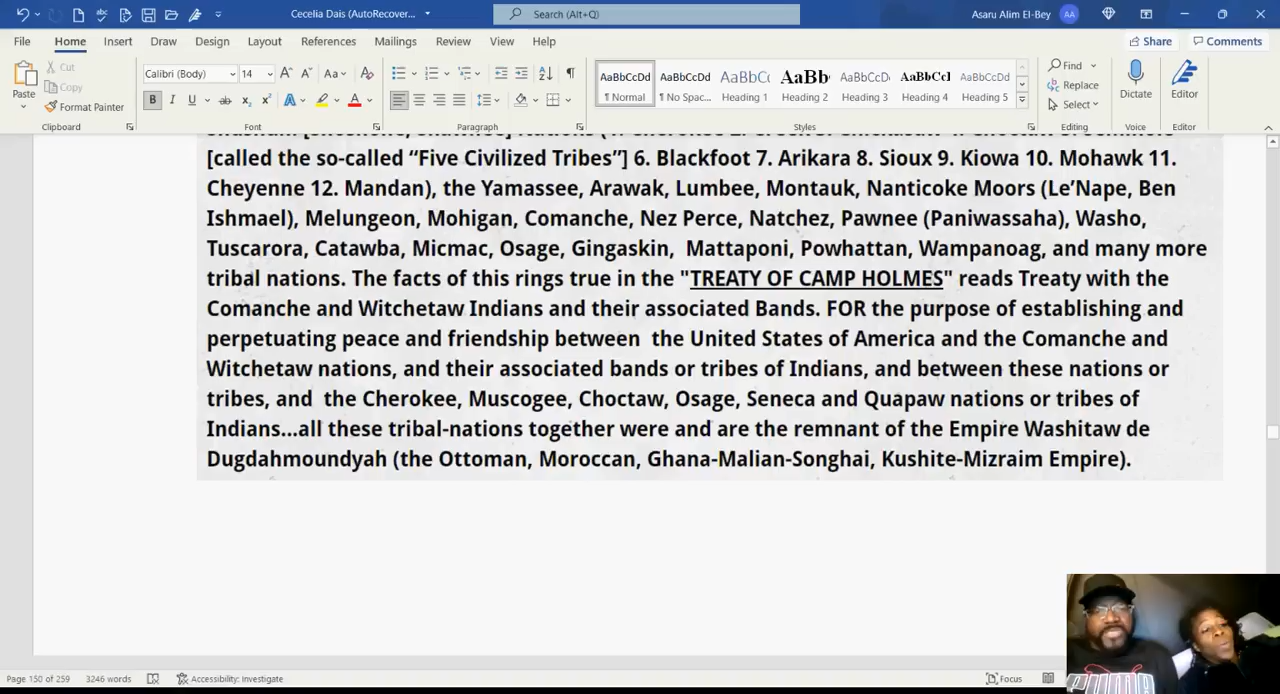 Cecelia Dais (AutoRecover...
Search (Alt+Q)
Asaru Alim El-Bey
AA
File Home Insert Draw Design Layout References Mailings Review View Help
Share
Comments
Paste
Cut
Copy
Format Painter
Clipboard
Calibri (Body)
14
Font
Paragraph
AaBbCcDd
¶ Normal
AaBbCcDd
¶ No Spac...
AaBbCc
Heading 1
AaBb
Heading 2
AaBbCcDd
Heading 3
AaBbCcI
Heading 4
AaBbCcDd
Heading 5
Styles
Find
Replace
Select
Editing
Dictate
Voice
Editor
Editor
[called the so-called “Five Civilized Tribes”] 6. Blackfoot 7. Arikara 8. Sioux 9. Kiowa 10. Mohawk 11.
Cheyenne 12. Mandan), the Yamassee, Arawak, Lumbee, Montauk, Nanticoke Moors (Le’Nape, Ben
Ishmael), Melungeon, Mohigan, Comanche, Nez Perce, Natchez, Pawnee (Paniwassaha), Washo,
Tuscarora, Catawba, Micmac, Osage, Gingaskin, Mattaponi, Powhattan, Wampanoag, and many more
tribal nations. The facts of this rings true in the "TREATY OF CAMP HOLMES" reads Treaty with the
Comanche and Witchetaw Indians and their associated Bands. FOR the purpose of establishing and
perpetuating peace and friendship between the United States of America and the Comanche and
Witchetaw nations, and their associated bands or tribes of Indians, and between these nations or
tribes, and the Cherokee, Muscogee, Choctaw, Osage, Seneca and Quapaw nations or tribes of
Indians...all these tribal-nations together were and are the remnant of the Empire Washitaw de
Dugdahmoundyah (the Ottoman, Moroccan, Ghana-Malian-Songhai, Kushite-Mizraim Empire).
Page 150 of 259
3246 words
Accessibility: Investigate
Focus